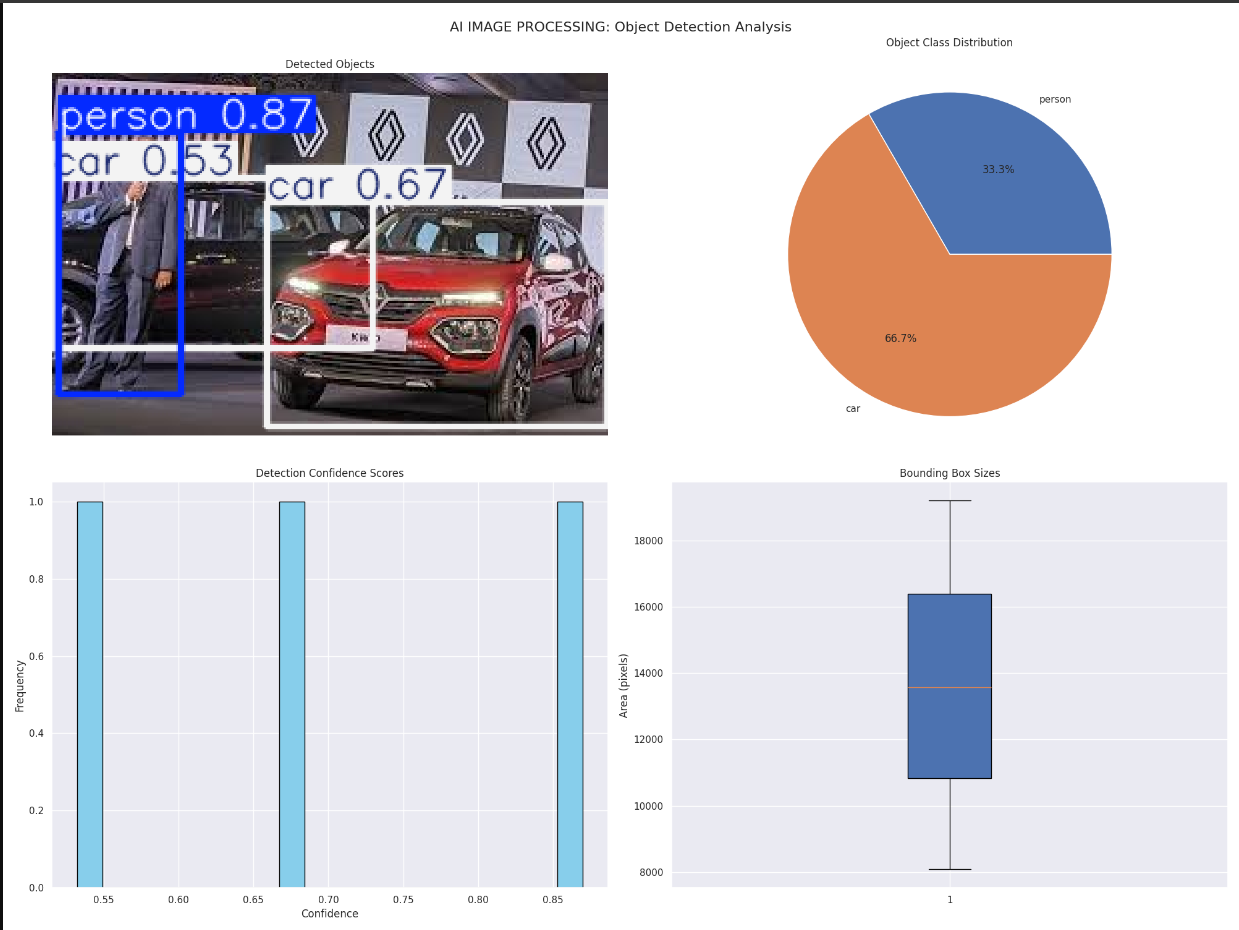 AI IMAGE PROCESSING: Object Detection Analysis
Detected Objects
person 0.87
car 0.53
car 0.67
Object Class Distribution
person
33.3%
66.7%
car
Detection Confidence Scores
Frequency
1.0
0.8
0.6
0.4
0.2
0.0
0.55
0.60
0.65
0.70
0.75
0.80
0.85
Confidence
Bounding Box Sizes
Area (pixels)
18000
16000
14000
12000
10000
8000
1